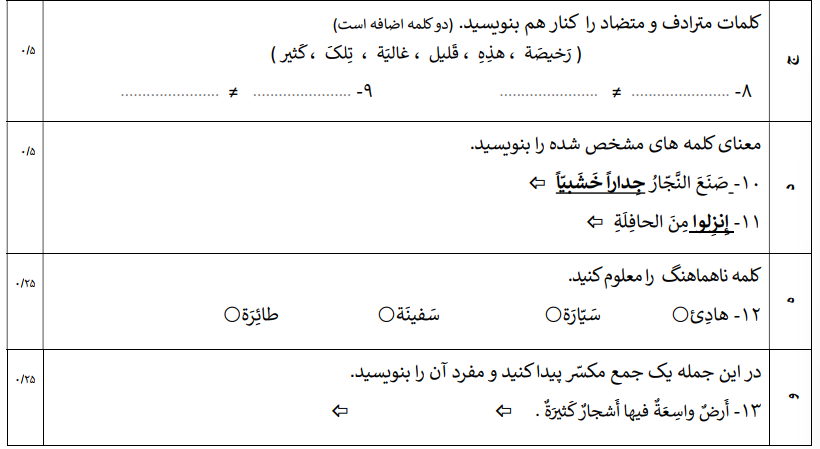 ج
کلمات مترادف و متضاد را کنار هم بنویسید. (دو کلمه اضافه است)
۰/۵
( رَخیصَة ، هذِهِ ، قَلیل ، غالیَة ، تِلکَ ، کَثیر )
۸- ....................... ≠ .......................
۹- ....................... ≠ .......................
معنای کلمه های مشخص شده را بنویسید.
۰/۵
۱۰- صَنَعَ النَّجّارُ جِداراً خَشَبیّاً ⇦
۱۱- إِنزِلوا مِنَ الحافِلَةِ ⇦
کلمه ناهماهنگ را معلوم کنید.
۰/۲۵
۱۲- هادِئ○ سَیّارَة○ سَفینَة○ طائِرَة○
و
در این جمله یک جمع مکسّر پیدا کنید و مفرد آن را بنویسید.
۰/۲۵
۱۳- أَرضٌ واسِعَةٌ فیها أَشجارٌ کَثیرَةٌ . ⇦ ⇦